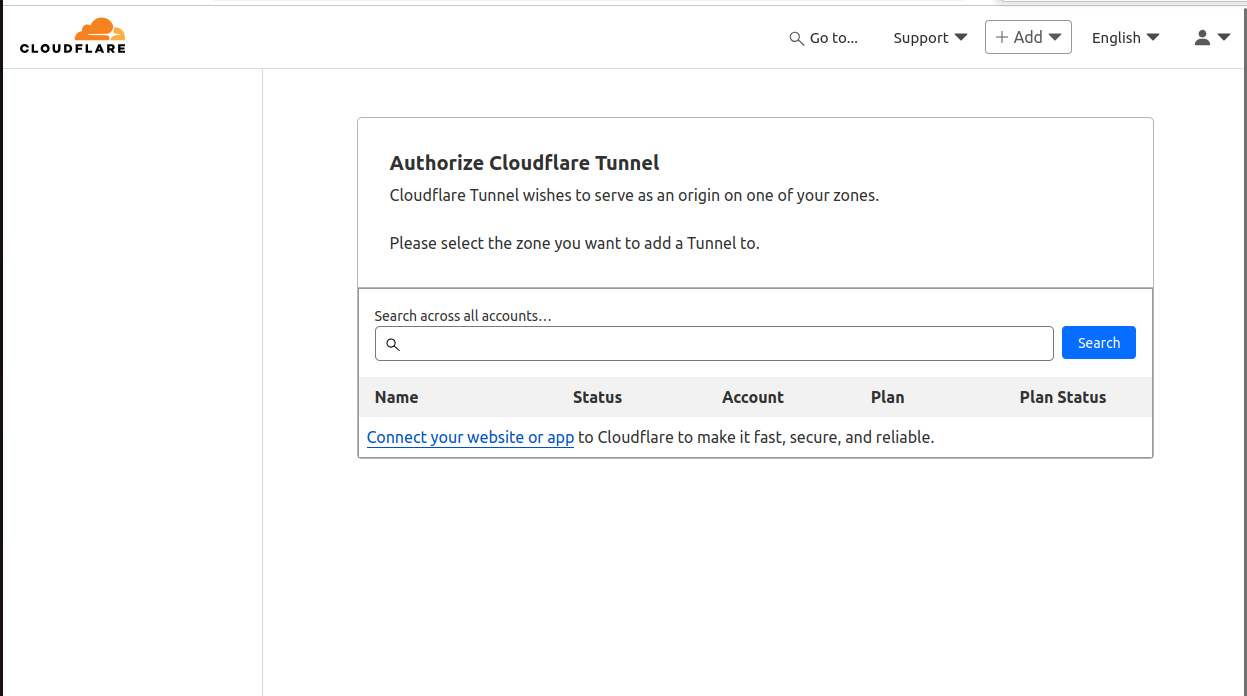 CLOUDFLARE
Go to...
Support
+ Add
English
Authorize Cloudflare Tunnel
Cloudflare Tunnel wishes to serve as an origin on one of your zones.
Please select the zone you want to add a Tunnel to.
Search across all accounts…
Search
Name Status Account Plan Plan Status
Connect your website or app to Cloudflare to make it fast, secure, and reliable.